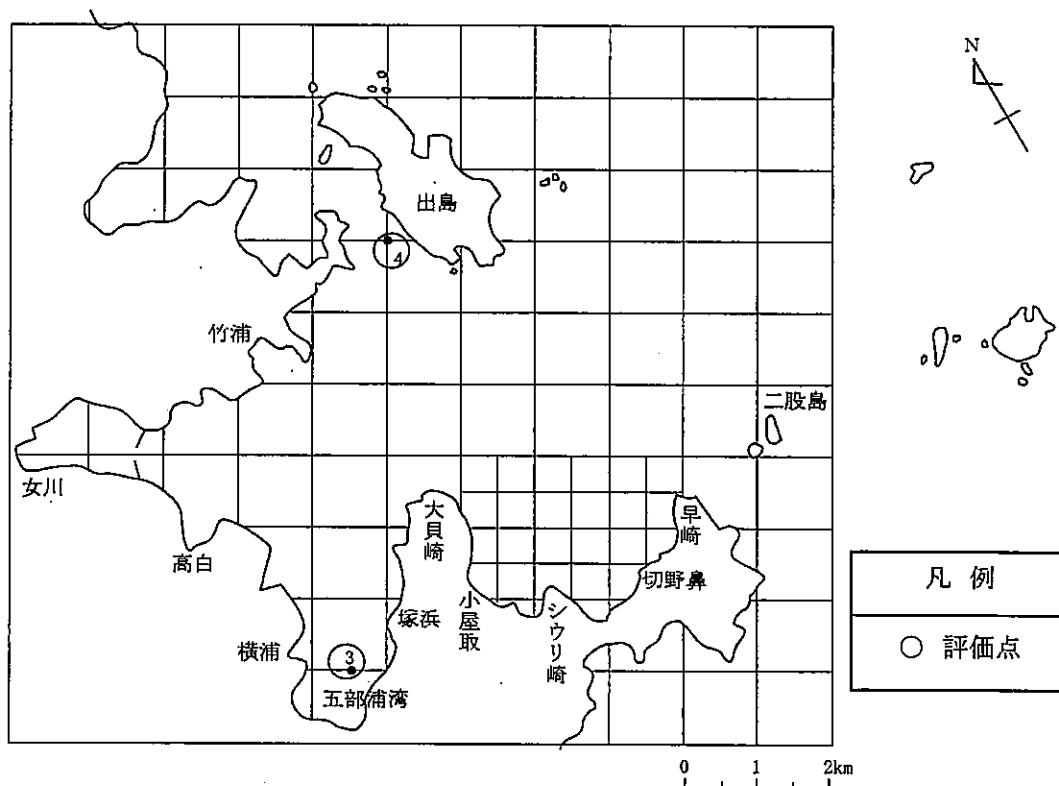 N
出島
4
竹浦
二股島
女川
大貝崎
早崎
高白
切野鼻
凡例
塚浜
小屋取
シウリ崎
横浦
3
○ 評価点
五部浦湾
0 1 2km